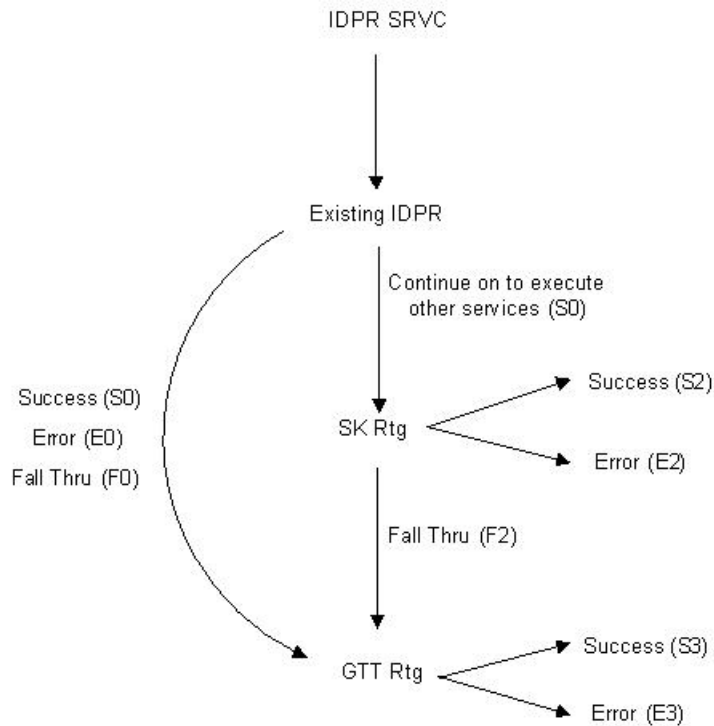 IDPR SRVC
Existing IDPR
Continue on to execute
other services (S0)
Success (S2)
Success (S0)
SK Rtg
Error (E0)
Error (E2)
Fall Thru (F0)
Fall Thru (F2)
Success (S3)
GTT Rtg
Error (E3)